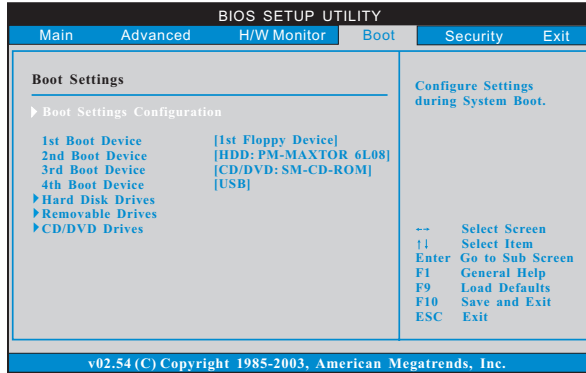 BIOS SETUP UTILITY
Main Advanced H/W Monitor Boot Security Exit
Boot Settings
Boot Settings Configuration
1st Boot Device [1st Floppy Device]
2nd Boot Device [HDD: PM-MAXTOR 6L08]
3rd Boot Device [CD/DVD: SM-CD-ROM]
4th Boot Device [USB]
Hard Disk Drives
Removable Drives
CD/DVD Drives
Configure Settings
during System Boot.
←→ Select Screen
↑↓ Select Item
Enter Go to Sub Screen
F1 General Help
F9 Load Defaults
F10 Save and Exit
ESC Exit
v02.54 (C) Copyright 1985-2003, American Megatrends, Inc.